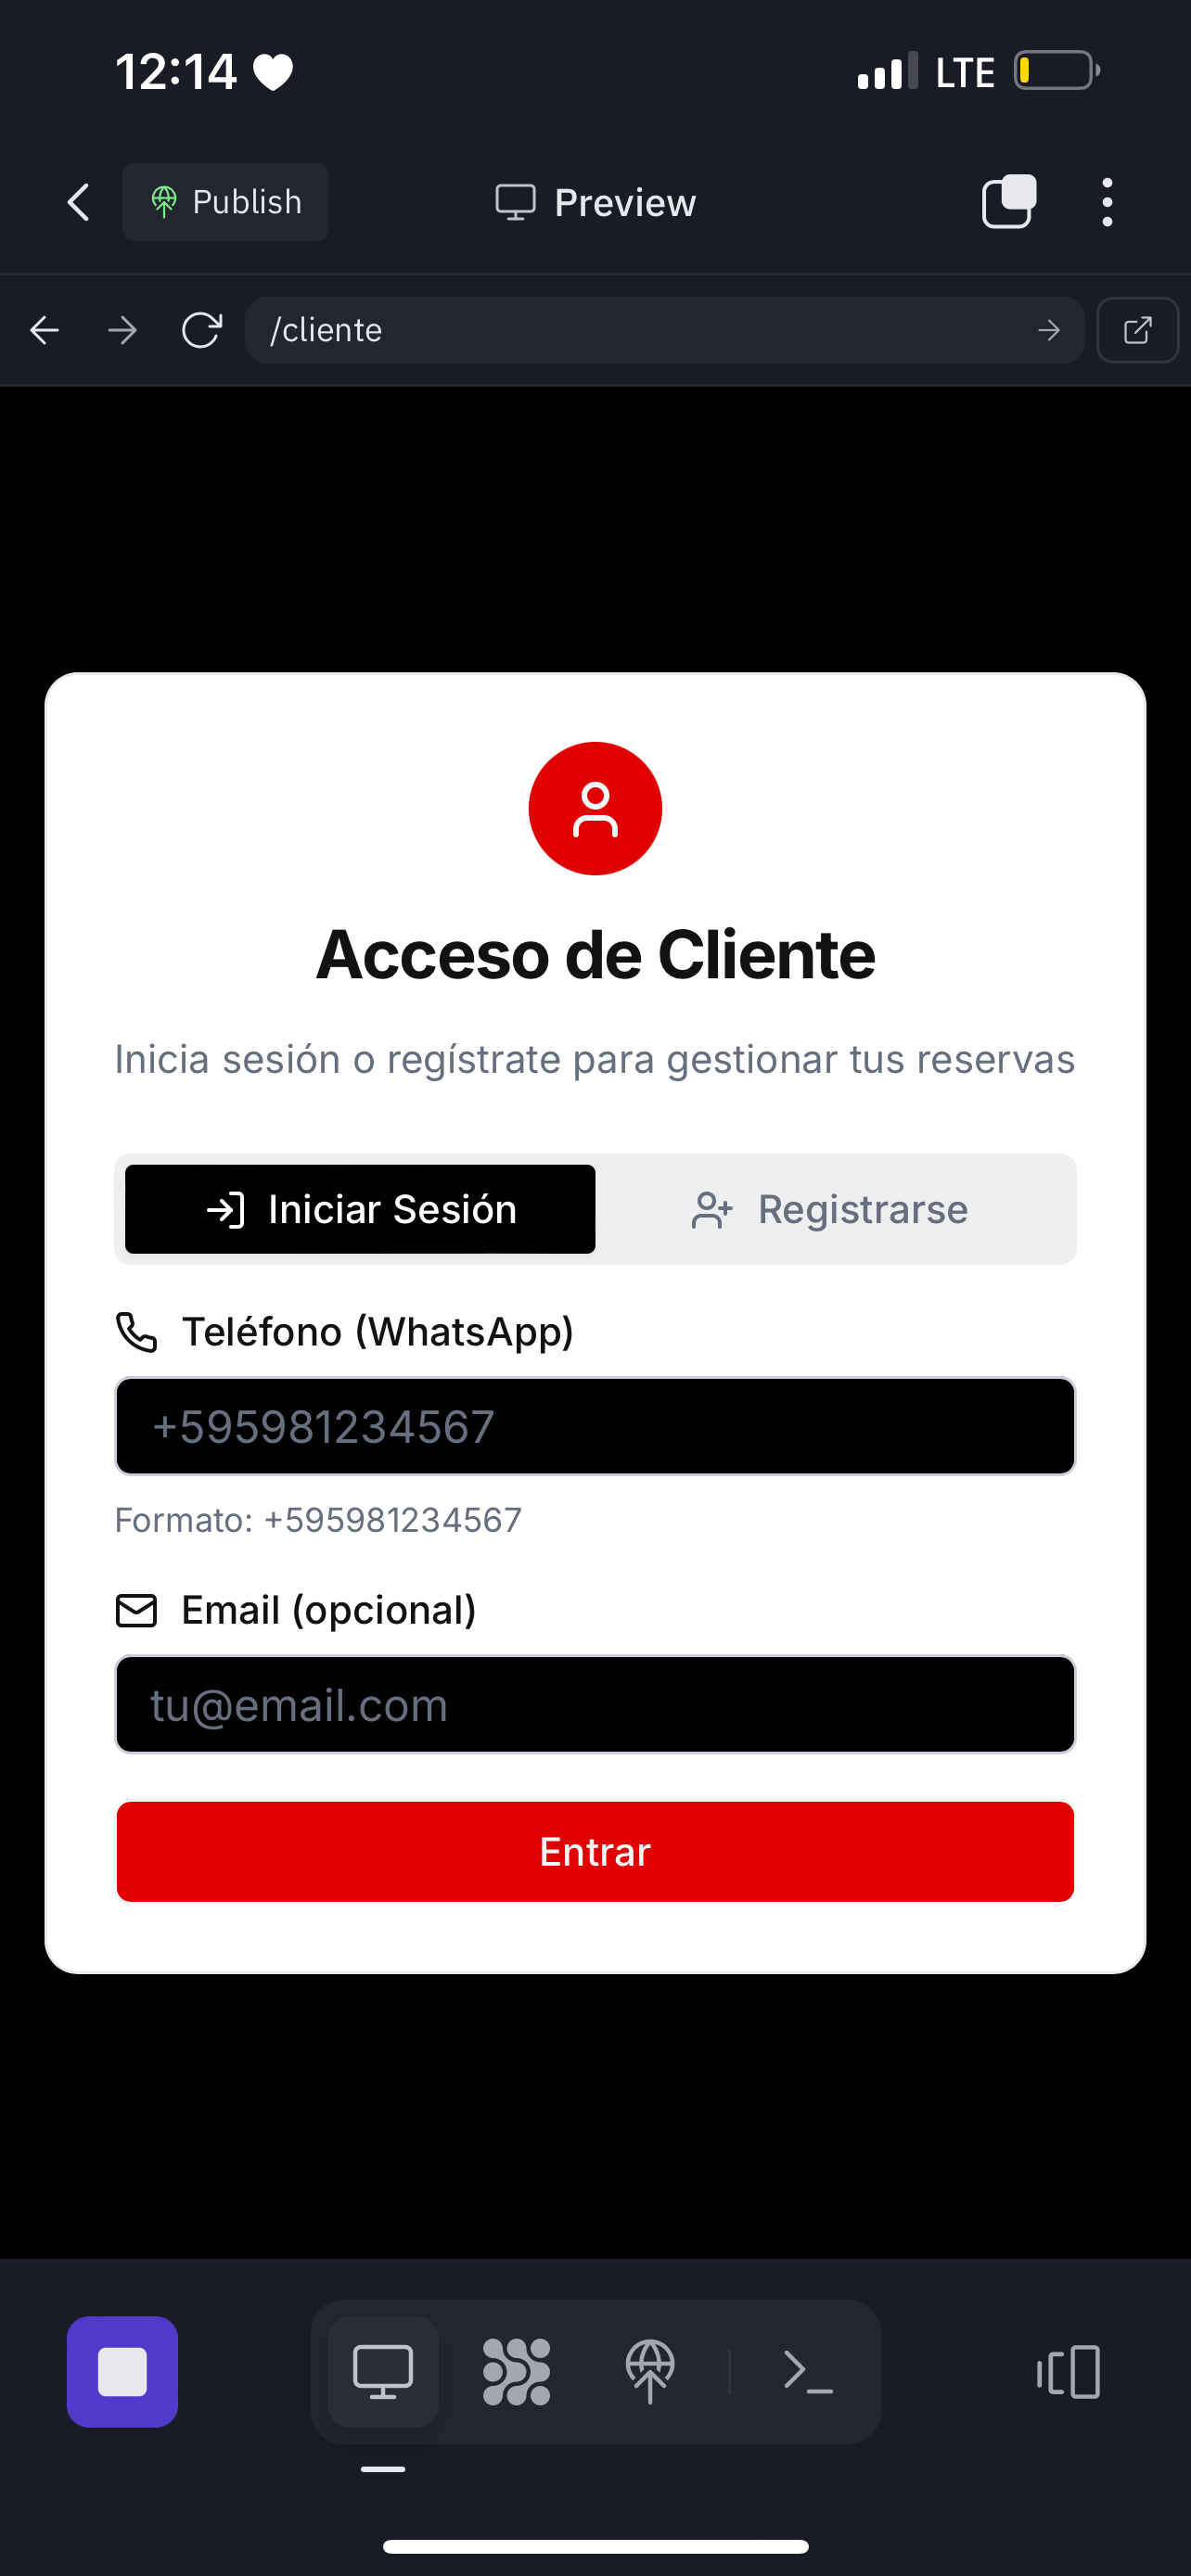 12:14 LTE
Publish Preview
/cliente
Acceso de Cliente
Inicia sesión o regístrate para gestionar tus reservas
Iniciar Sesión Registrarse
Teléfono (WhatsApp)
+595981234567
Formato: +595981234567
Email (opcional)
tu@email.com
Entrar